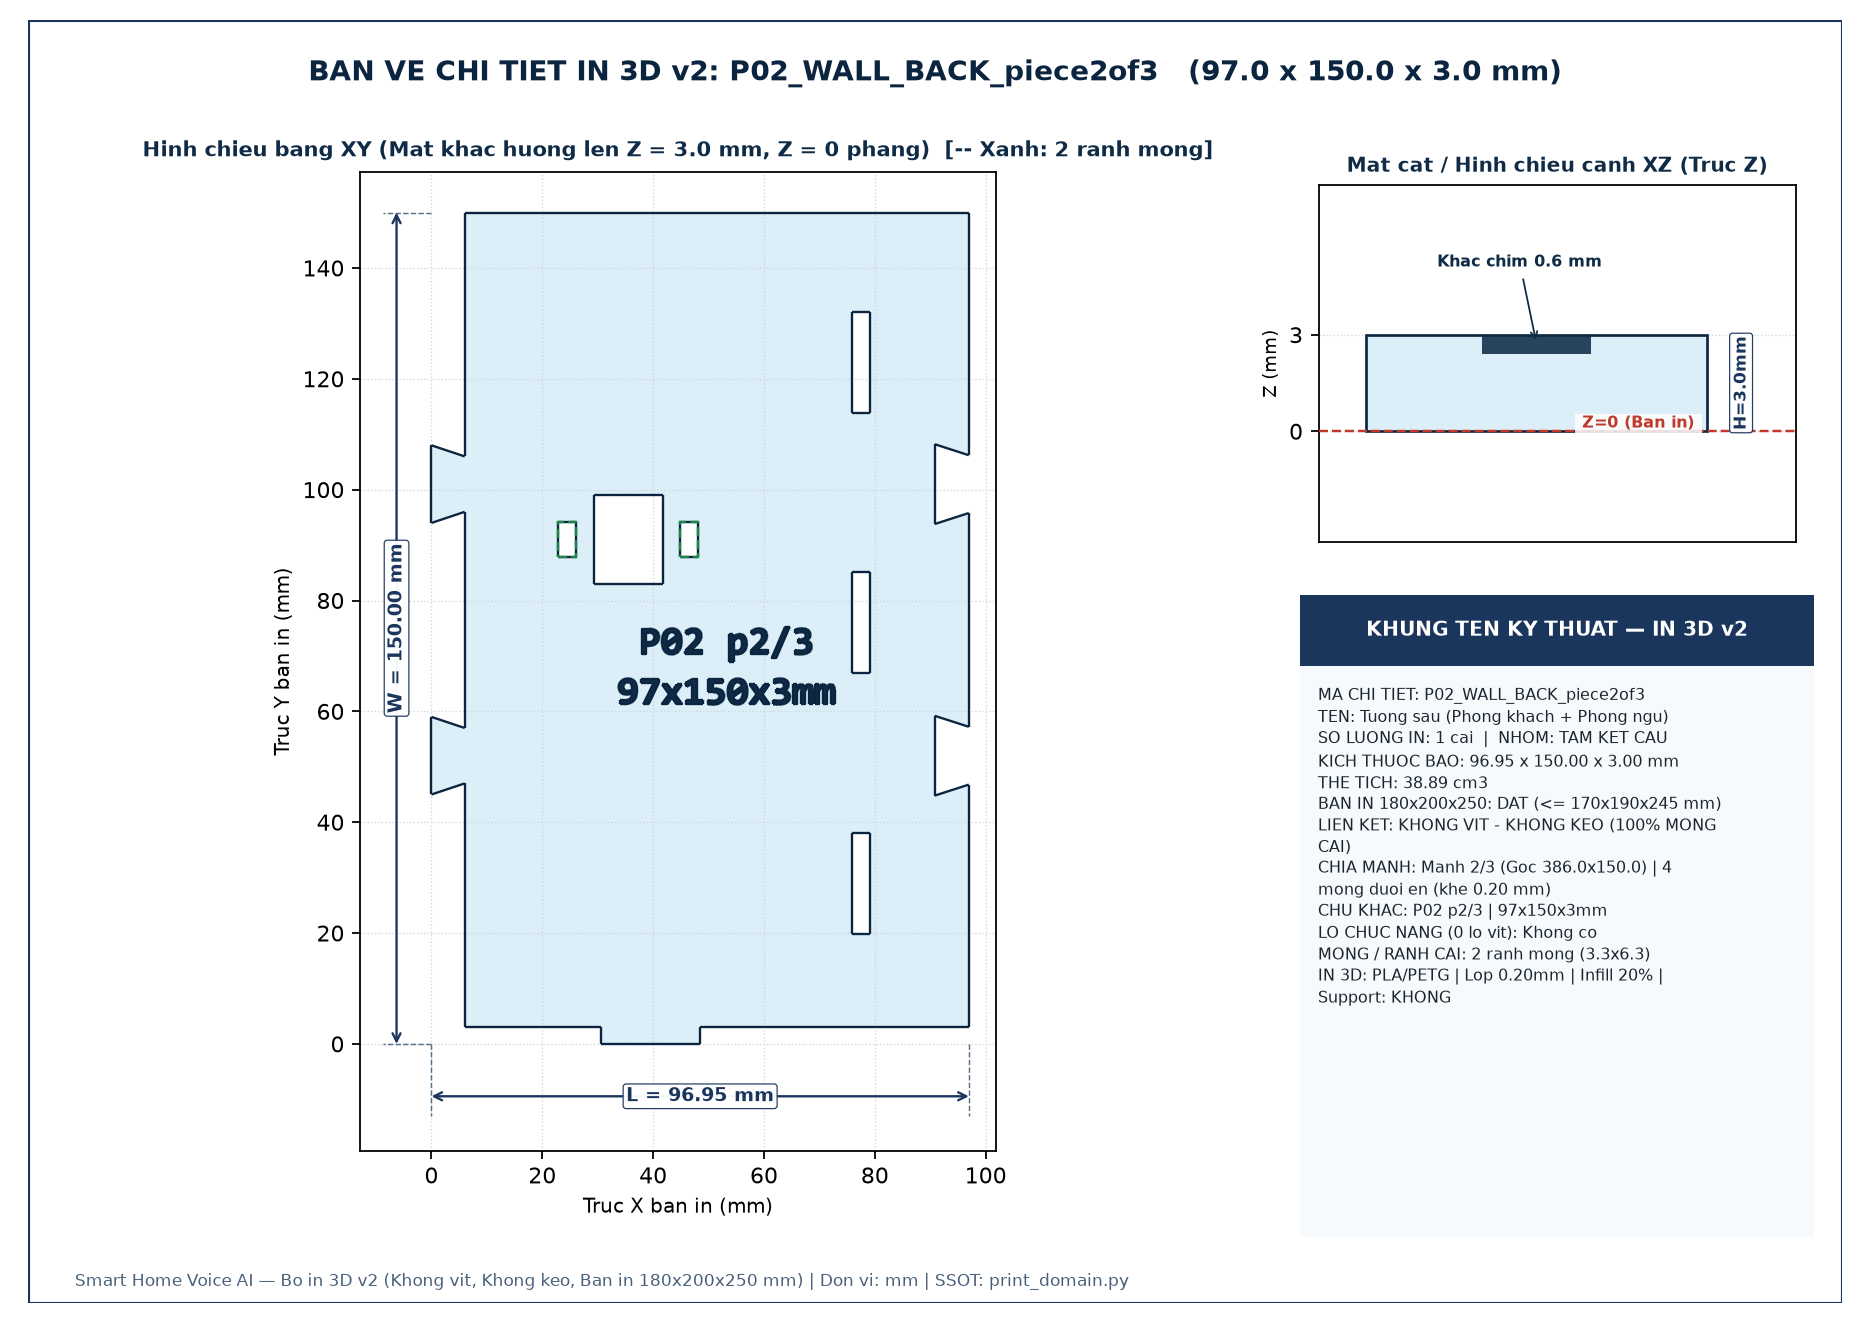 BAN VE CHI TIET IN 3D v2: P02_WALL_BACK_piece2of3   (97.0 x 150.0 x 3.0 mm)
Hinh chieu bang XY (Mat khac huong len Z = 3.0 mm, Z = 0 phang)  [-- Xanh: 2 ranh mong]
140
120
100
80
60
40
20
0
Truc Y ban in (mm)
W = 150.00 mm
P02 p2/3
97x150x3mm
L = 96.95 mm
0
20
40
60
80
100
Truc X ban in (mm)
Mat cat / Hinh chieu canh XZ (Truc Z)
Khac chim 0.6 mm
3
0
Z (mm)
H=3.0mm
Z=0 (Ban in)
KHUNG TEN KY THUAT — IN 3D v2
MA CHI TIET: P02_WALL_BACK_piece2of3
TEN: Tuong sau (Phong khach + Phong ngu)
SO LUONG IN: 1 cai  |  NHOM: TAM KET CAU
KICH THUOC BAO: 96.95 x 150.00 x 3.00 mm
THE TICH: 38.89 cm3
BAN IN 180x200x250: DAT (<= 170x190x245 mm)
LIEN KET: KHONG VIT - KHONG KEO (100% MONG
CAI)
CHIA MANH: Manh 2/3 (Goc 386.0x150.0) | 4
mong duoi en (khe 0.20 mm)
CHU KHAC: P02 p2/3 | 97x150x3mm
LO CHUC NANG (0 lo vit): Khong co
MONG / RANH CAI: 2 ranh mong (3.3x6.3)
IN 3D: PLA/PETG | Lop 0.20mm | Infill 20% |
Support: KHONG
Smart Home Voice AI — Bo in 3D v2 (Khong vit, Khong keo, Ban in 180x200x250 mm) | Don vi: mm | SSOT: print_domain.py